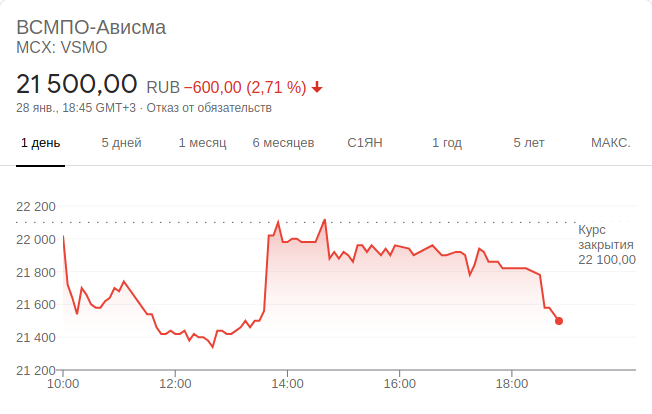 ВСМПО-Ависма
MCX: VSMO
21 500,00 RUB −600,00 (2,71 %)
28 янв., 18:45 GMT+3 · Отказ от обязательств
1 день 5 дней 1 месяц 6 месяцев С1ЯН 1 год 5 лет МАКС.
22 200
22 000
21 800
21 600
21 400
21 200
Курс
закрытия
22 100,00
10:00 12:00 14:00 16:00 18:00